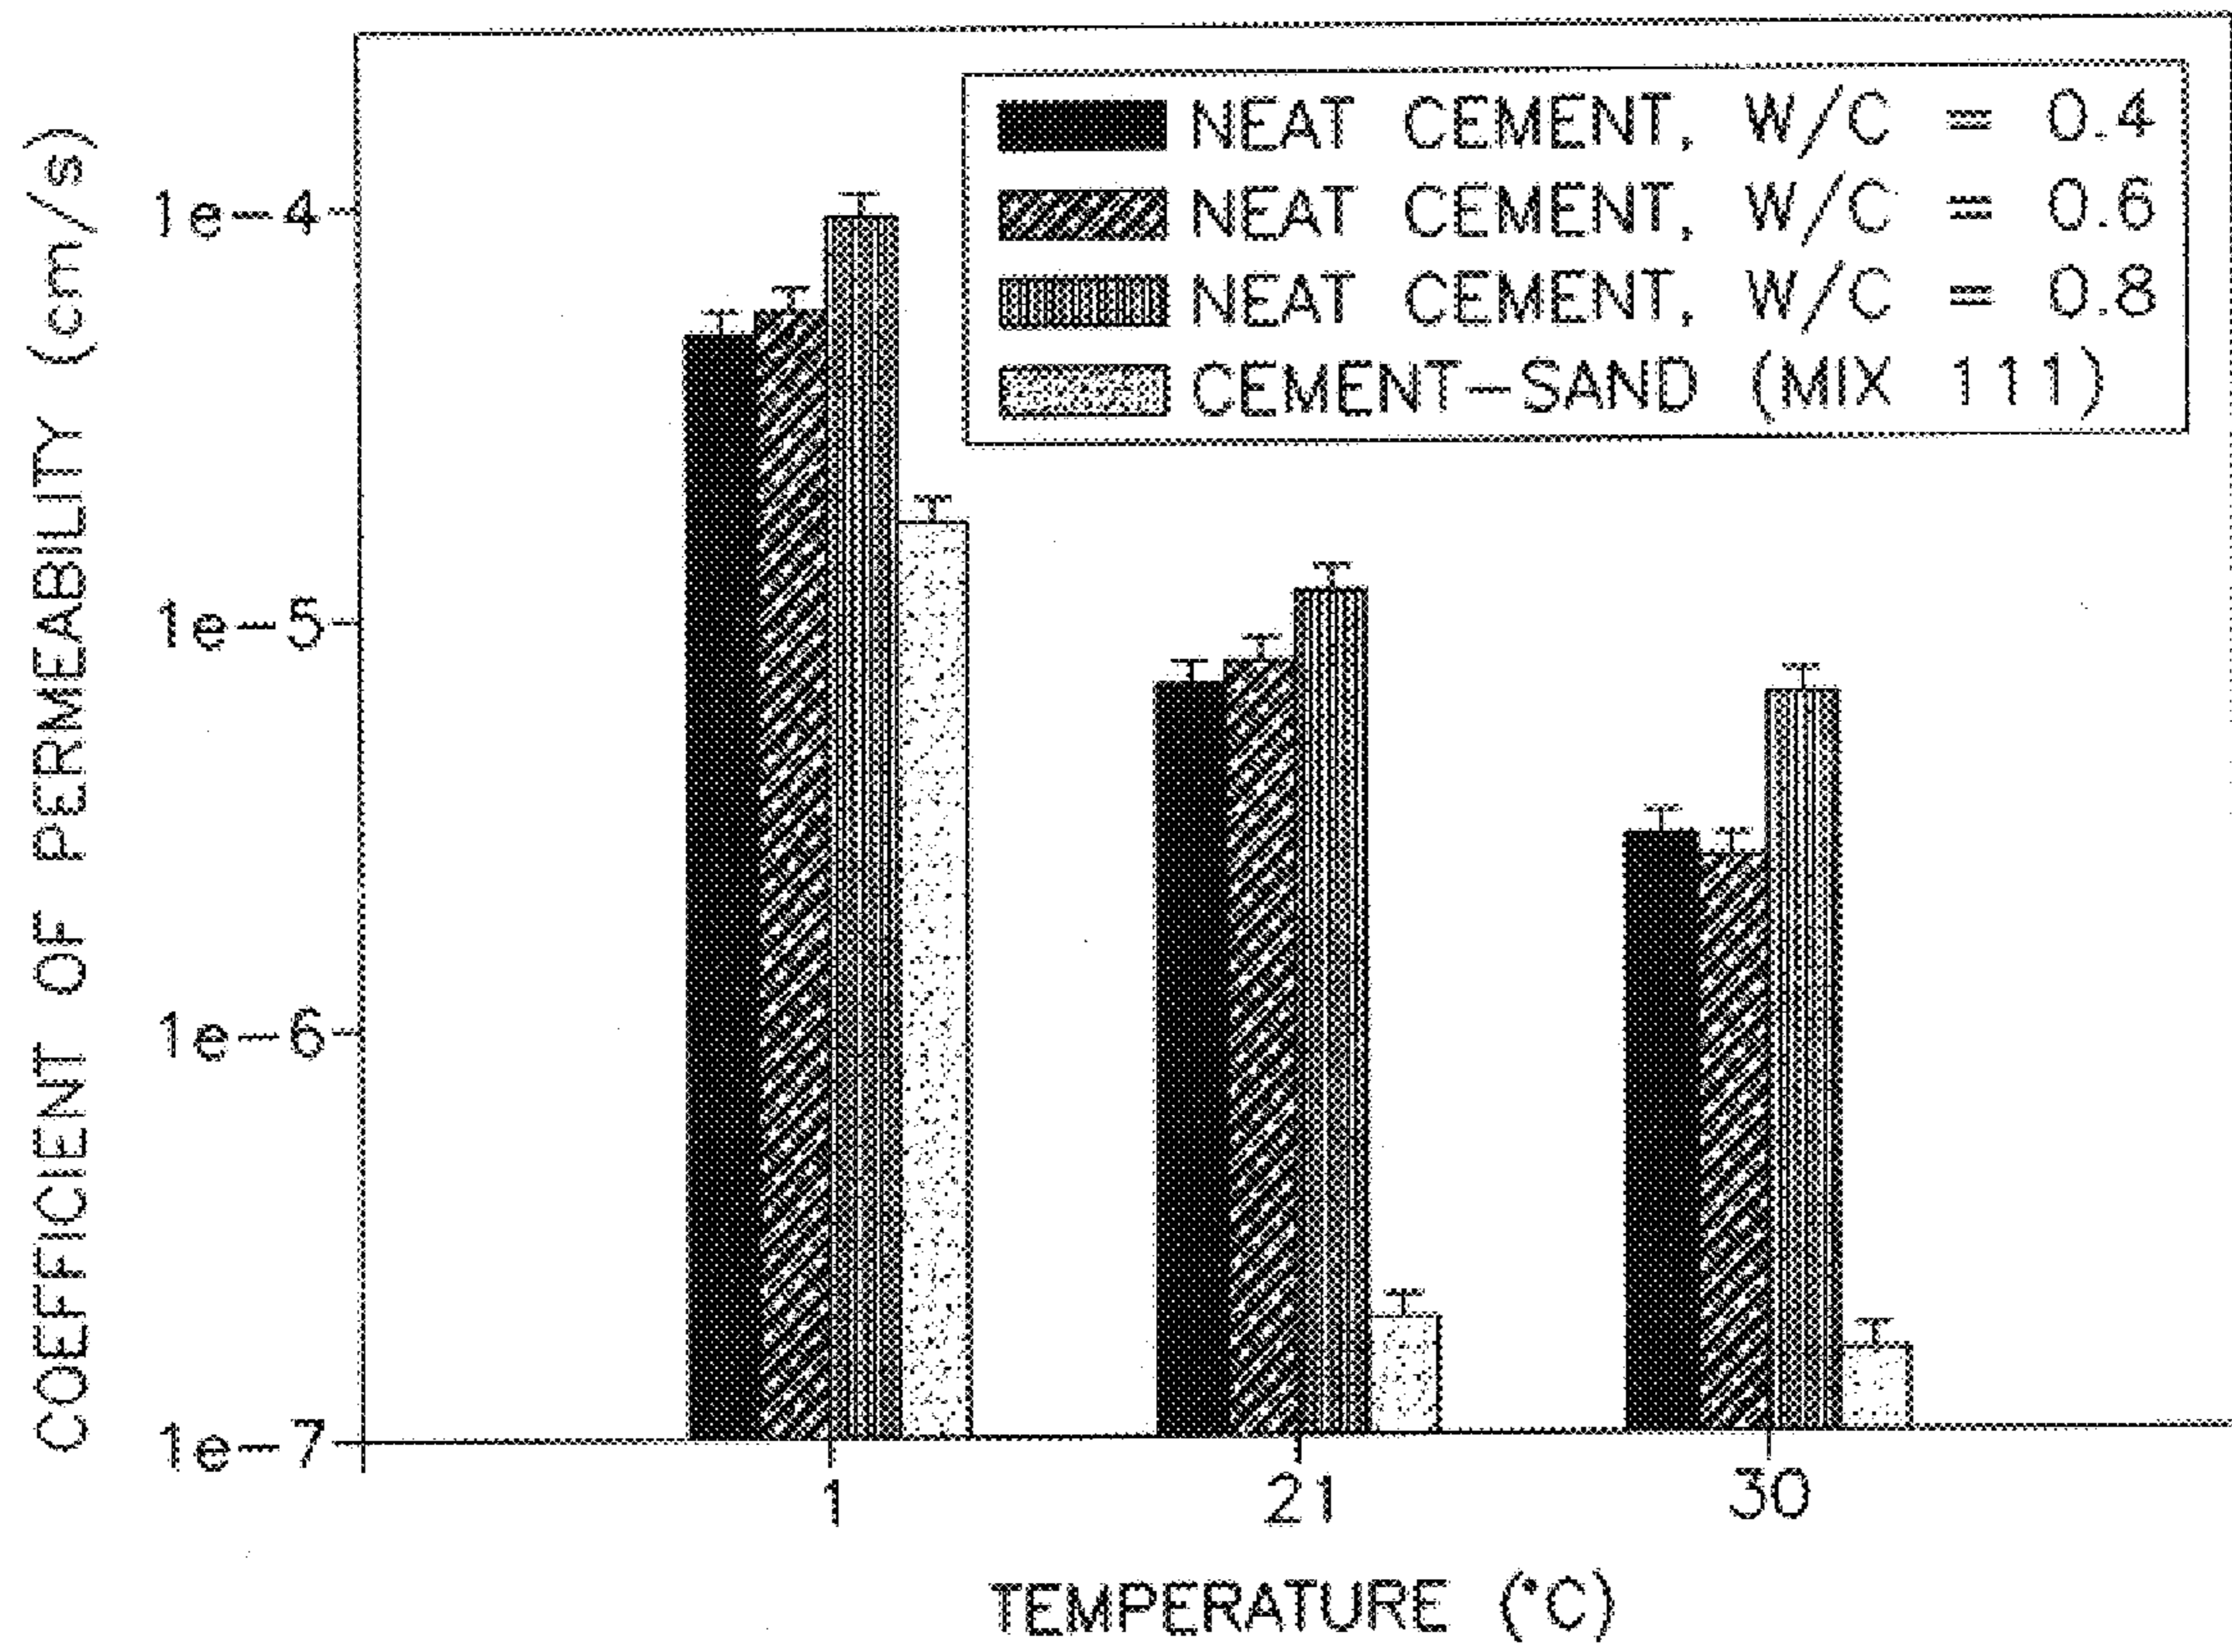 NEAT CEMENT, W/C = 0.4
NEAT CEMENT, W/C = 0.6
NEAT CEMENT, W/C = 0.8
CEMENT-SAND (MIX 111)
COEFFICIENT OF PERMEABILITY (cm/s)
1e-4
1e-5
1e-6
1e-7
1
21
30
TEMPERATURE (°C)